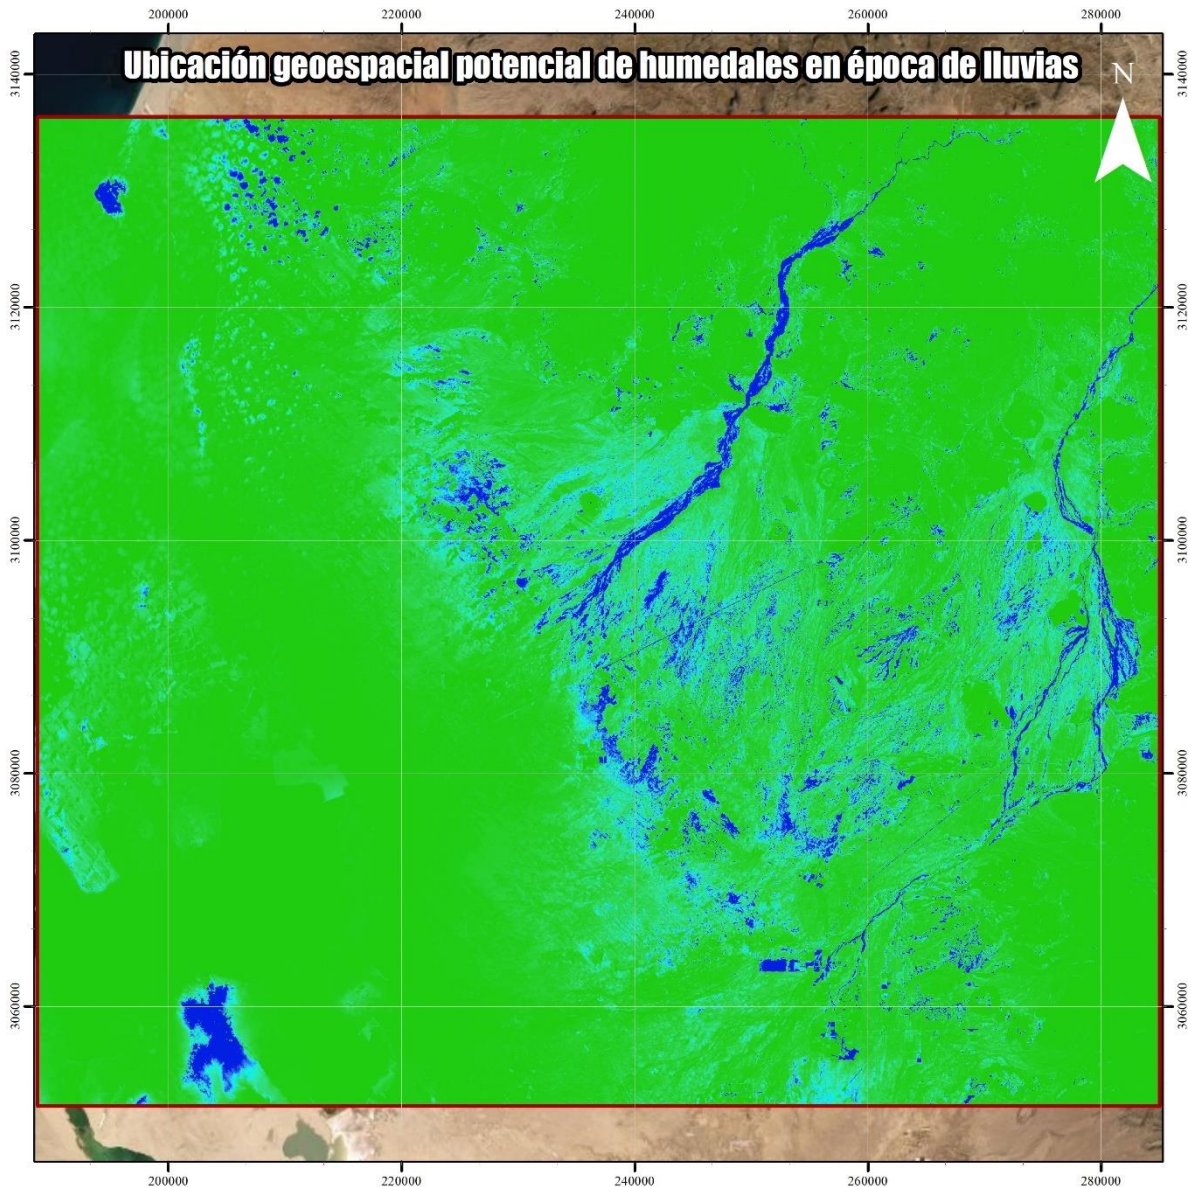 200000 220000 240000 260000 280000
Ubicación geoespacial potencial de humedales en época de lluvias
N
3140000 3140000
3120000 3120000
3100000 3100000
3080000 3080000
3060000 3060000
200000 220000 240000 260000 280000